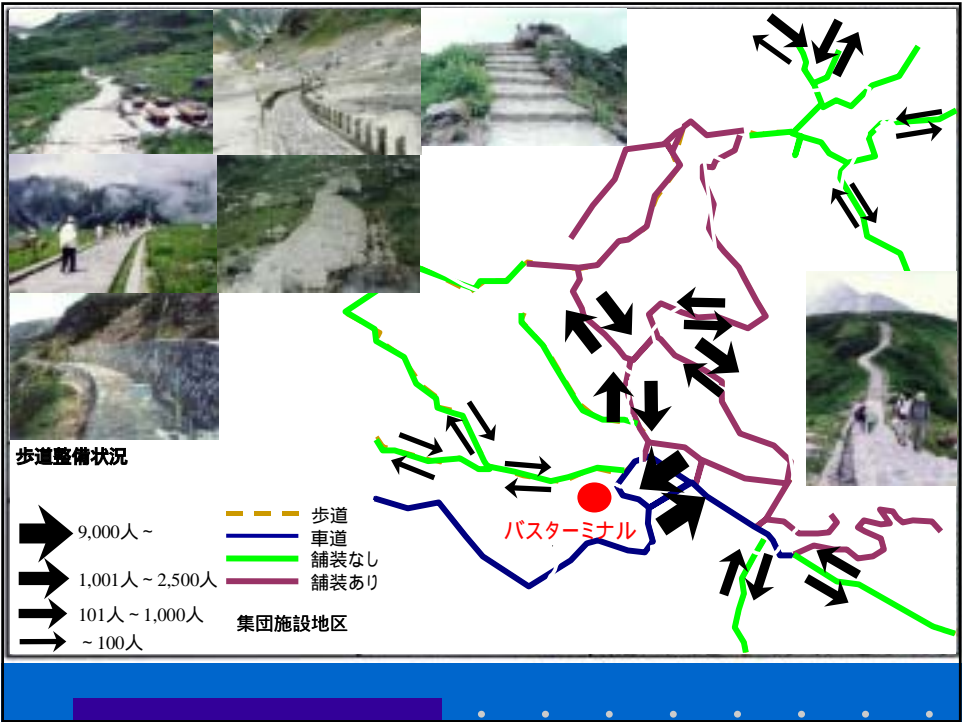 歩道整備状況
9,000人~
1,001人~2,500人
101人~1,000人
~100人
歩道
車道
舗装なし
舗装あり
集団施設地区
バスターミナル